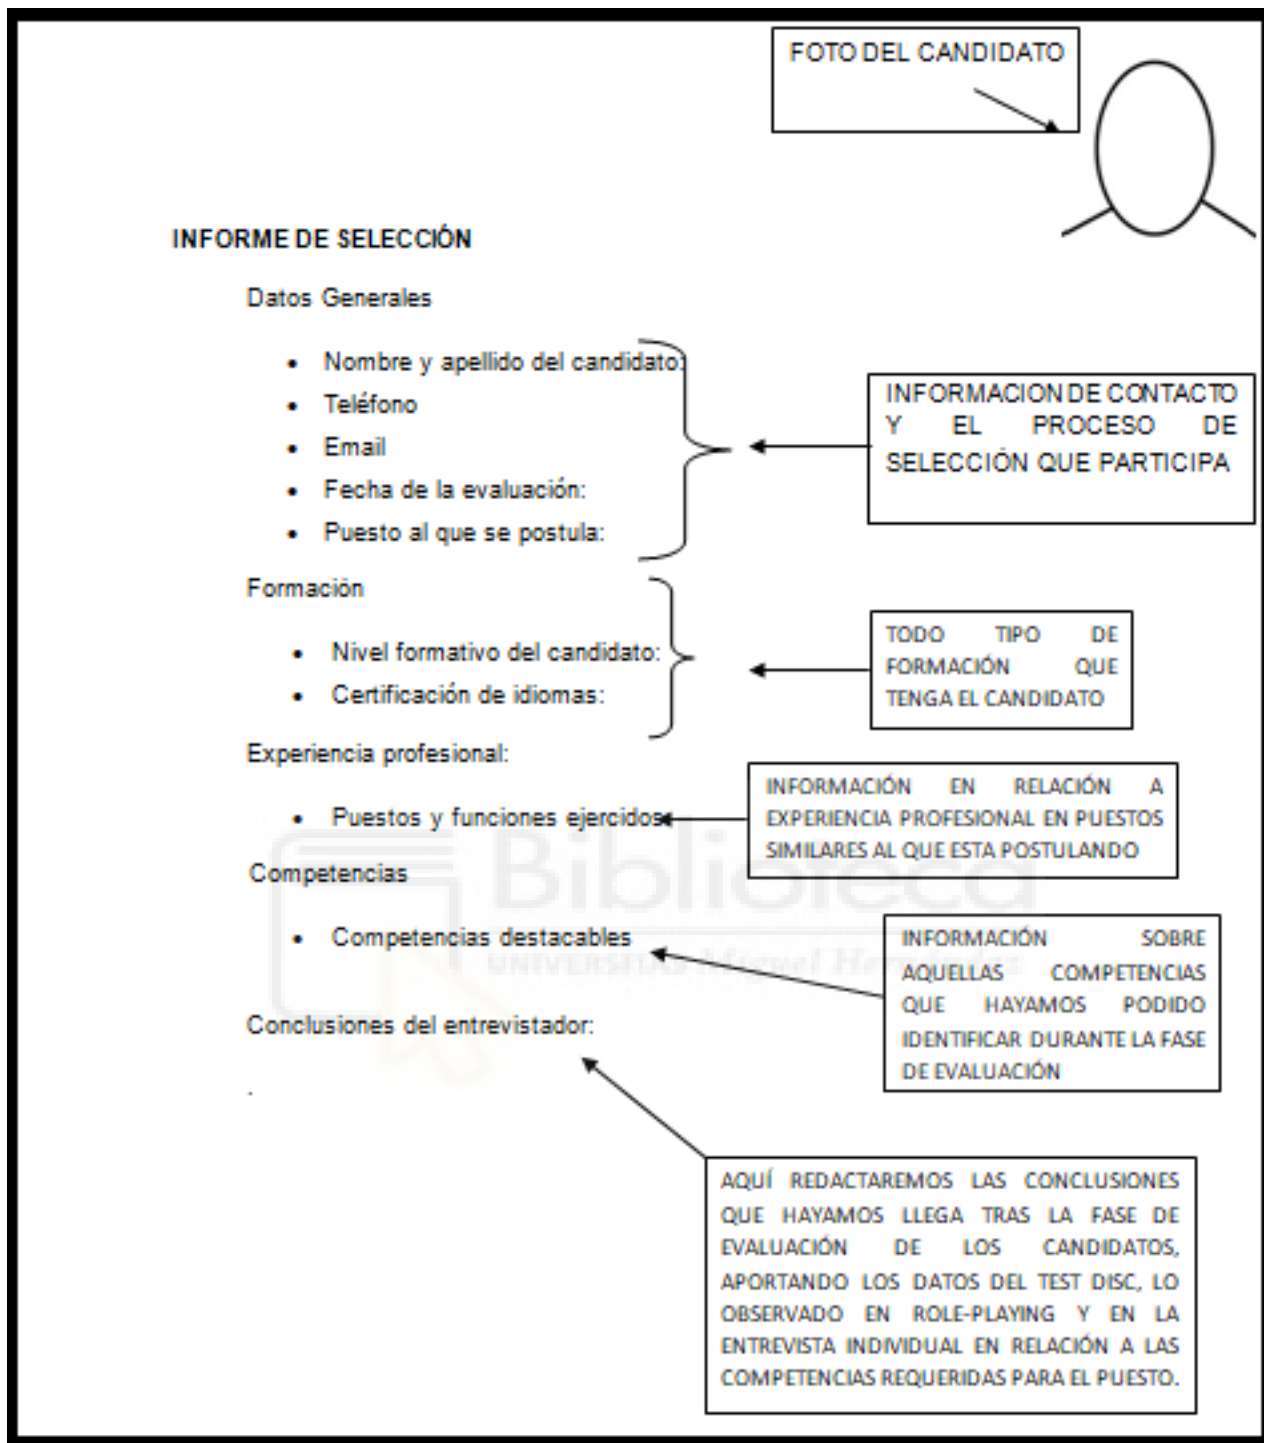 FOTO DEL CANDIDATO
INFORME DE SELECCIÓN
Datos Generales
• Nombre y apellido del candidato:
• Teléfono
• Email
• Fecha de la evaluación:
• Puesto al que se postula:
INFORMACION DE CONTACTO
Y EL PROCESO DE
SELECCIÓN QUE PARTICIPA
Formación
• Nivel formativo del candidato:
• Certificación de idiomas:
TODO TIPO DE
FORMACIÓN QUE
TENGA EL CANDIDATO
Experiencia profesional:
• Puestos y funciones ejercidos
INFORMACIÓN EN RELACIÓN A
EXPERIENCIA PROFESIONAL EN PUESTOS
SIMILARES AL QUE ESTA POSTULANDO
Biblioteca
UNIVERSITAS Miguel Hernández
Competencias
• Competencias destacables
INFORMACIÓN SOBRE
AQUELLAS COMPETENCIAS
QUE HAYAMOS PODIDO
IDENTIFICAR DURANTE LA FASE
DE EVALUACIÓN
Conclusiones del entrevistador:
.
AQUÍ REDACTAREMOS LAS CONCLUSIONES
QUE HAYAMOS LLEGA TRAS LA FASE DE
EVALUACIÓN DE LOS CANDIDATOS,
APORTANDO LOS DATOS DEL TEST DISC, LO
OBSERVADO EN ROLE-PLAYING Y EN LA
ENTREVISTA INDIVIDUAL EN RELACIÓN A LAS
COMPETENCIAS REQUERIDAS PARA EL PUESTO.